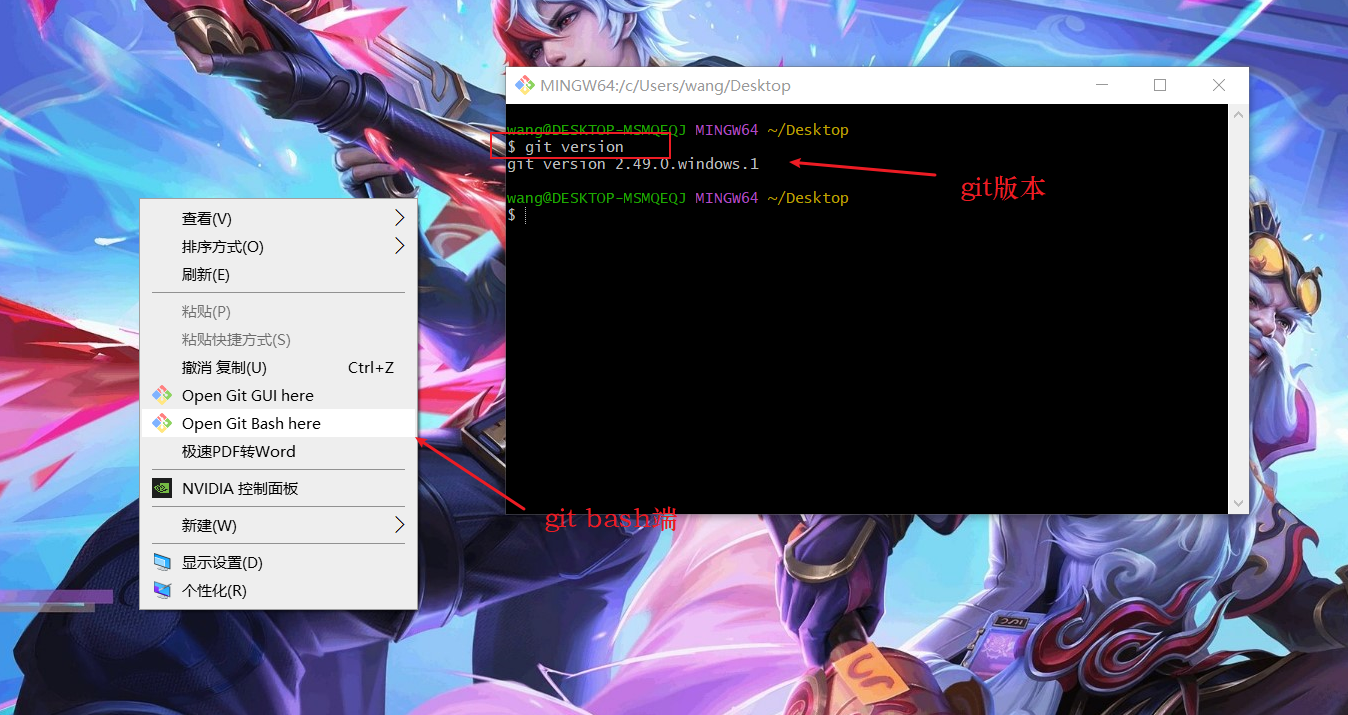 MINGW64:/c/Users/wang/Desktop
wang@DESKTOP-MSMQEQJ MINGW64 ~/Desktop
$ git version
git version 2.49.0.windows.1
git版本
wang@DESKTOP-MSMQEQJ MINGW64 ~/Desktop
$
查看(V)
排序方式(O)
刷新(E)
粘贴(P)
粘贴快捷方式(S)
撤消 复制(U) Ctrl+Z
Open Git GUI here
Open Git Bash here
极速PDF转Word
NVIDIA 控制面板
新建(W)
显示设置(D)
个性化(R)
git bash端